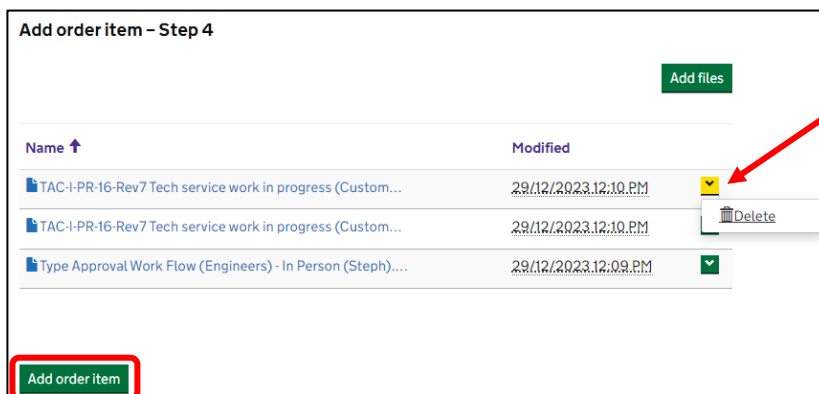 Add order item – Step 4
Add files
Name Modified
TAC-I-PR-16-Rev7 Tech service work in progress (Custom... 29/12/2023 12:10 PM
Delete
TAC-I-PR-16-Rev7 Tech service work in progress (Custom... 29/12/2023 12:10 PM
Type Approval Work Flow (Engineers) - In Person (Steph).... 29/12/2023 12:09 PM
Add order item